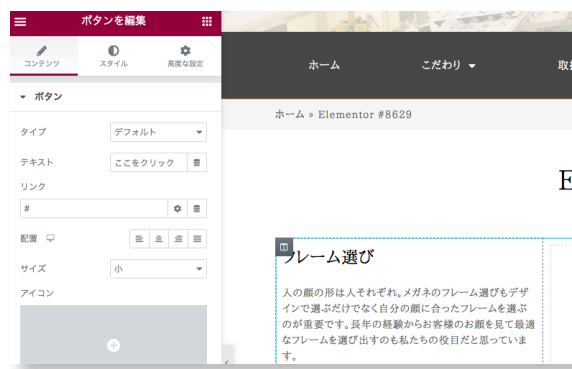 ボタンを編集
コンテンツ
スタイル
高度な設定
ボタン
タイプ
デフォルト
テキスト
ここをクリック
リンク
#
配置
サイズ
小
アイコン
ホーム
こだわり
取扱
ホーム » Elementor #8629
E
フレーム選び
人の顔の形は人それぞれ。メガネのフレーム選びもデザ
インで選ぶだけでなく自分の顔に合ったフレームを選ぶ
のが重要です。長年の経験からお客様のお顔を見て最適
なフレームを選び出すのも私たちの役目だと思っていま
す。